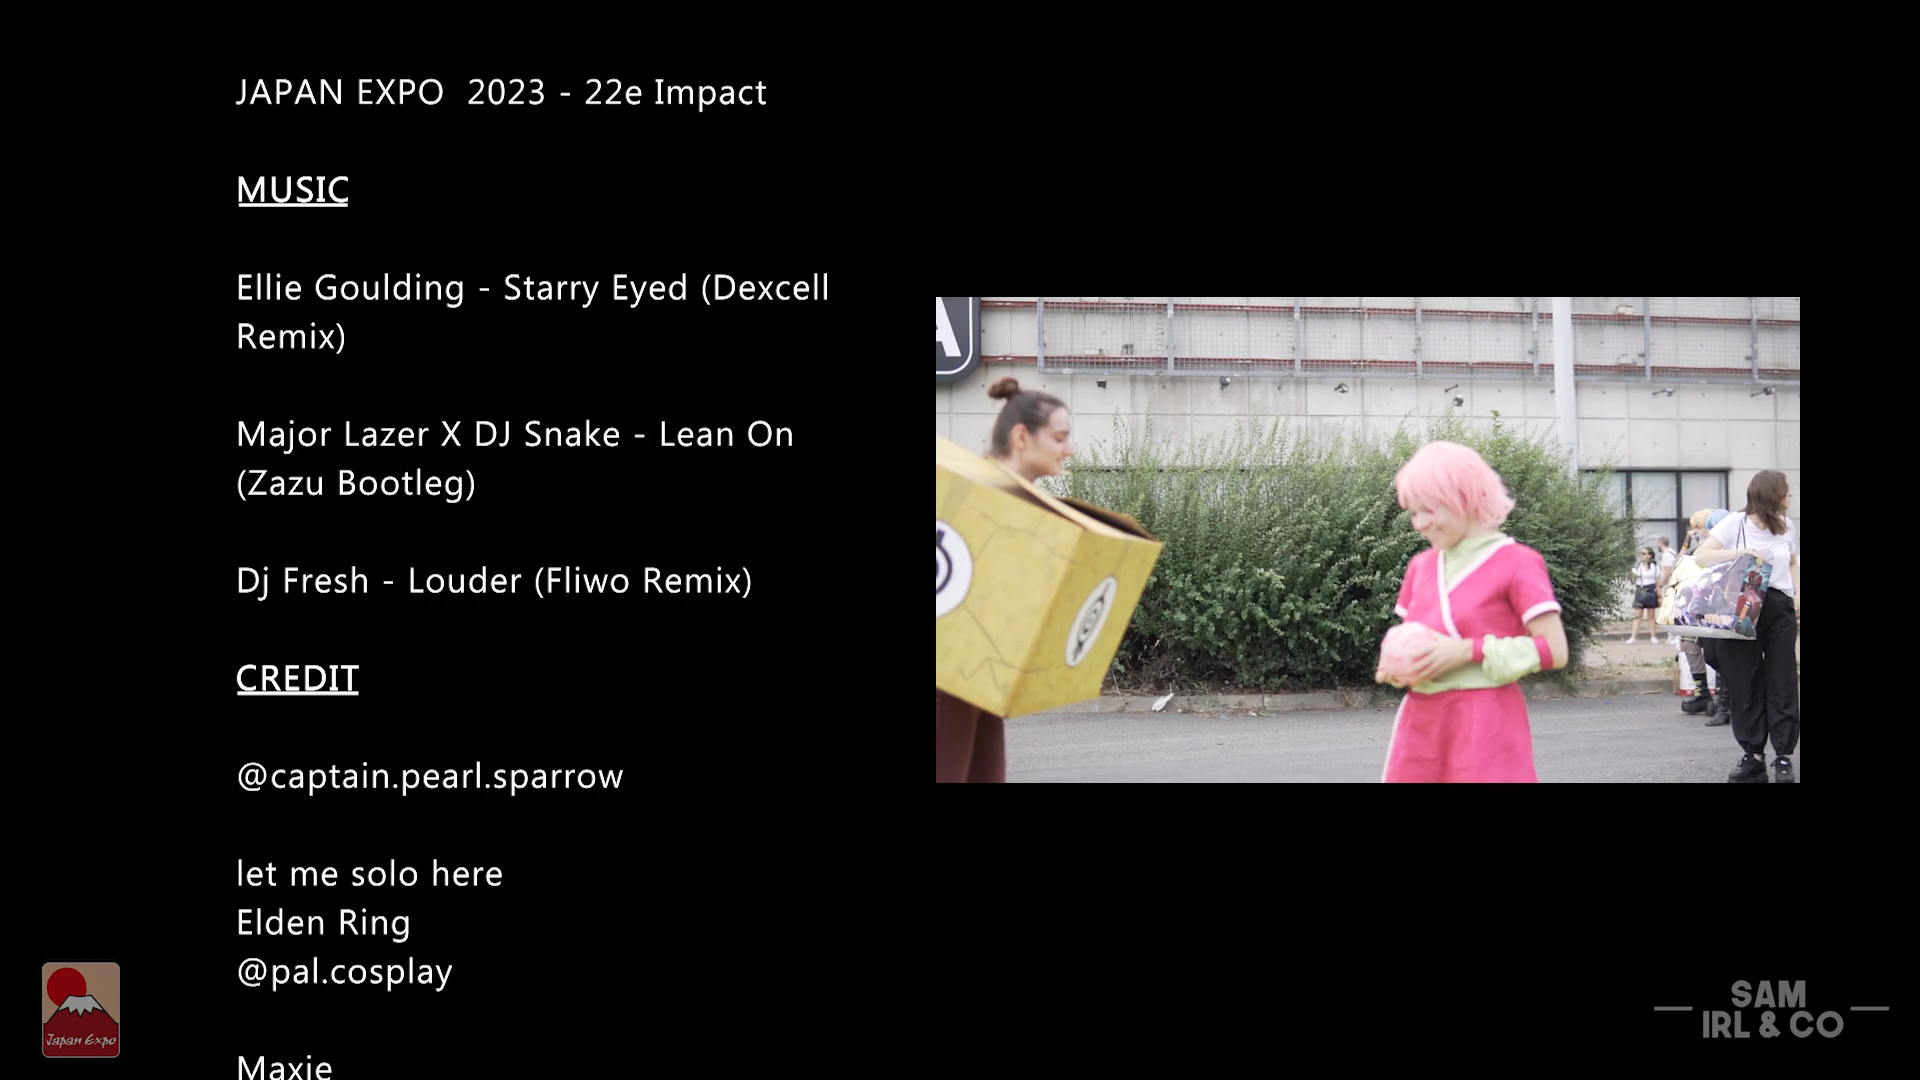 JAPAN EXPO  2023 - 22e Impact
MUSIC
Ellie Goulding - Starry Eyed (Dexcell
Remix)
Major Lazer X DJ Snake - Lean On
(Zazu Bootleg)
Dj Fresh - Louder (Fliwo Remix)
CREDIT
@captain.pearl.sparrow
let me solo here
Elden Ring
@pal.cosplay
Maxie
A
Japan Expo
SAM
IRL & CO